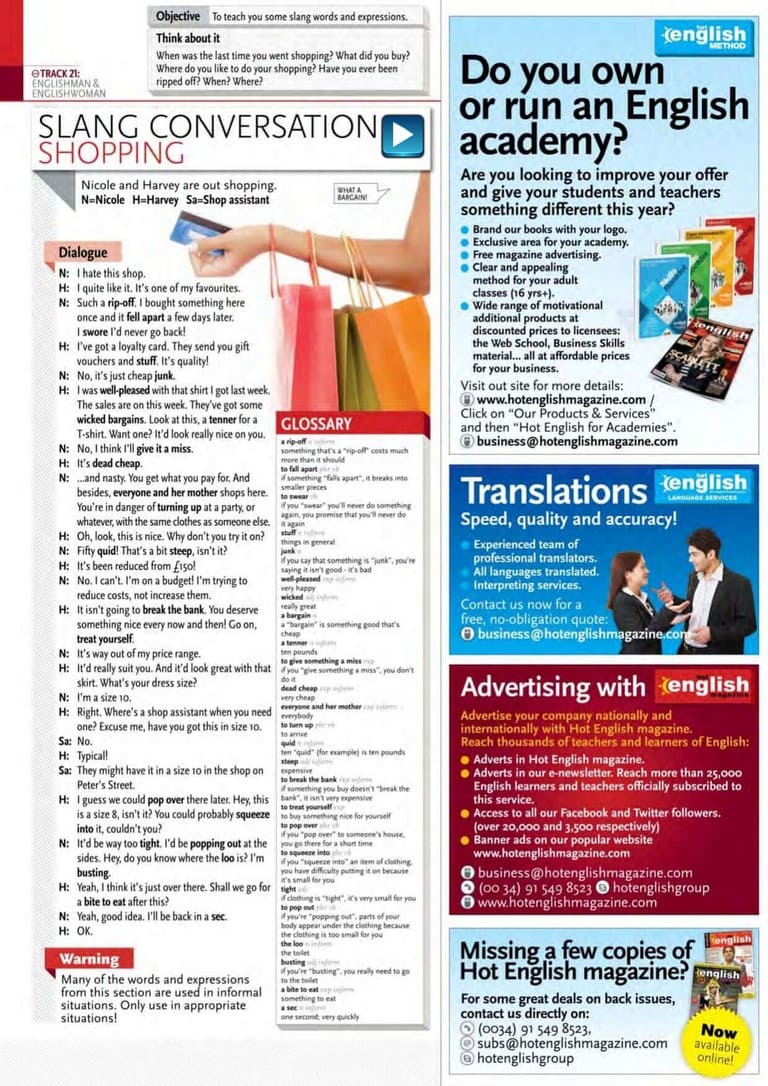 Objective To teach you some slang words and expressions.
Think about it
When was the last time you went shopping? What did you buy?
Where do you like to do your shopping? Have you ever been
ripped off? When? Where?
TRACK 21:
ENGLISHMAN &
ENGLISHWOMAN
SLANG CONVERSATION
SHOPPING
Nicole and Harvey are out shopping.
N=Nicole H=Harvey Sa=Shop assistant
WHAT A
BARGAIN!
Dialogue
N: I hate this shop.
H: I quite like it. It's one of my favourites.
N: Such a rip-off. I bought something here
once and it fell apart a few days later.
I swore I'd never go back!
H: I've got a loyalty card. They send you gift
vouchers and stuff. It's quality!
N: No, it's just cheap junk.
H: I was well-pleased with that shirt I got last week.
The sales are on this week. They've got some
wicked bargains. Look at this, a tenner for a
T-shirt. Want one? It'd look really nice on you.
N: No, I think I'll give it a miss.
H: It's dead cheap.
N: ...and nasty. You get what you pay for. And
besides, everyone and her mother shops here.
You're in danger of turning up at a party, or
whatever, with the same clothes as someone else.
H: Oh, look, this is nice. Why don't you try it on?
N: Fifty quid! That's a bit steep, isn't it?
H: It's been reduced from £150!
N: No. I can't. I'm on a budget! I'm trying to
reduce costs, not increase them.
H: It isn't going to break the bank. You deserve
something nice every now and then! Go on,
treat yourself.
N: It's way out of my price range.
H: It'd really suit you. And it'd look great with that
skirt. What's your dress size?
N: I'm a size 10.
H: Right. Where's a shop assistant when you need
one? Excuse me, have you got this in size 10.
Sa: No.
H: Typical!
Sa: They might have it in a size 10 in the shop on
Peter's Street.
H: I guess we could pop over there later. Hey, this
is a size 8, isn't it? You could probably squeeze
into it, couldn't you?
N: It'd be way too tight. I'd be popping out at the
sides. Hey, do you know where the loo is? I'm
busting.
H: Yeah, I think it's just over there. Shall we go for
a bite to eat after this?
N: Yeah, good idea. I'll be back in a sec.
H: OK.
Warning
Many of the words and expressions
from this section are used in informal
situations. Only use in appropriate
situations!
GLOSSARY
a rip-off n inform
something that's a "rip-off" costs much
more than it should
to fall apart phr vb
if something "falls apart", it breaks into
smaller pieces
to swear vb
if you "swear" you'll never do something
again, you promise that you'll never do
it again
stuff n inform
things in general
junk n
if you say that something is "junk", you're
saying it isn't good - it's bad
well-pleased exp inform
very happy
wicked adj inform
really great
a bargain n
a "bargain" is something good that's
cheap
a tenner n inform
ten pounds
to give something a miss exp
if you "give something a miss", you don't
do it
dead cheap exp inform
very cheap
everyone and her mother exp inform
everybody
to turn up phr vb
to arrive
quid n inform
ten "quid" (for example) is ten pounds
steep adj inform
expensive
to break the bank exp inform
if something you buy doesn't "break the
bank", it isn't very expensive
to treat yourself exp
to buy something nice for yourself
to pop over phr vb
if you "pop over" to someone's house,
you go there for a short time
to squeeze into phr vb
if you "squeeze into" an item of clothing,
you have difficulty putting it on because
it's small for you
tight adj
if clothing is "tight", it's very small for you
to pop out phr vb
if you're "popping out", parts of your
body appear under the clothing because
the clothing is too small for you
the loo n inform
the toilet
busting adj inform
if you're "busting", you really need to go
to the toilet
a bite to eat exp inform
something to eat
a sec n inform
one second; very quickly
hot english
METHOD
Do you own
or run an English
academy?
Are you looking to improve your offer
and give your students and teachers
something different this year?
Brand our books with your logo.
Exclusive area for your academy.
Free magazine advertising.
Clear and appealing
method for your adult
classes (16 yrs+).
Wide range of motivational
additional products at
discounted prices to licensees:
the Web School, Business Skills
material... all at affordable prices
for your business.
english
SCARLETT
Visit out site for more details:
www.hotenglishmagazine.com /
Click on "Our Products & Services"
and then "Hot English for Academies".
business@hotenglishmagazine.com
Translations
hot english
LANGUAGE SERVICES
Speed, quality and accuracy!
Experienced team of
professional translators.
All languages translated.
Interpreting services.
Contact us now for a
free, no-obligation quote:
business@hotenglishmagazine.com
Advertising with
hot english
magazine
Advertise your company nationally and
internationally with Hot English magazine.
Reach thousands of teachers and learners of English:
Adverts in Hot English magazine.
Adverts in our e-newsletter. Reach more than 25,000
English learners and teachers officially subscribed to
this service.
Access to all our Facebook and Twitter followers.
(over 20,000 and 3,500 respectively)
Banner ads on our popular website
www.hotenglishmagazine.com
business@hotenglishmagazine.com
(00 34) 91 549 8523 hotenglishgroup
www.hotenglishmagazine.com
Missing a few copies of
Hot English magazine?
For some great deals on back issues,
contact us directly on:
(0034) 91 549 8523,
subs@hotenglishmagazine.com
hotenglishgroup
english
english
Now
available
online!